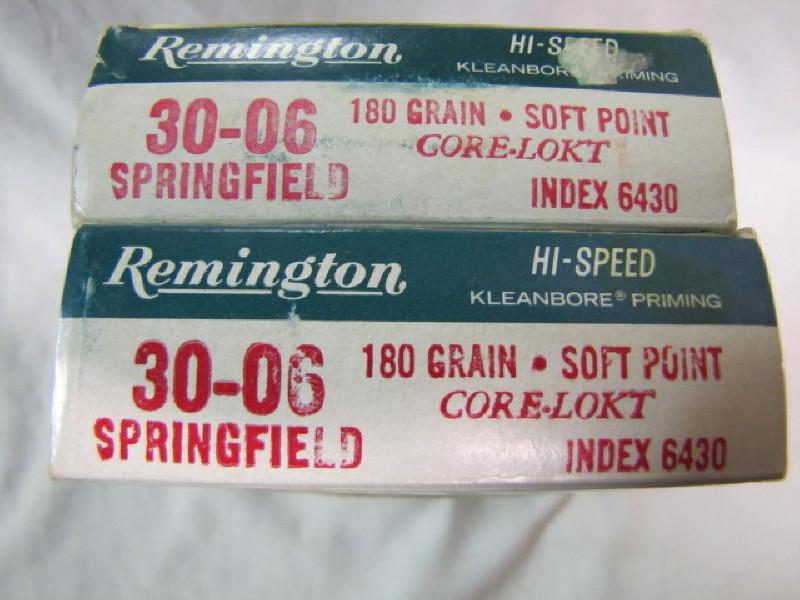 Remington HI-SPEED
KLEANBORE PRIMING
30-06 180 GRAIN • SOFT POINT
CORE-LOKT
SPRINGFIELD INDEX 6430
Remington HI-SPEED
KLEANBORE® PRIMING
30-06 180 GRAIN • SOFT POINT
CORE-LOKT
SPRINGFIELD INDEX 6430